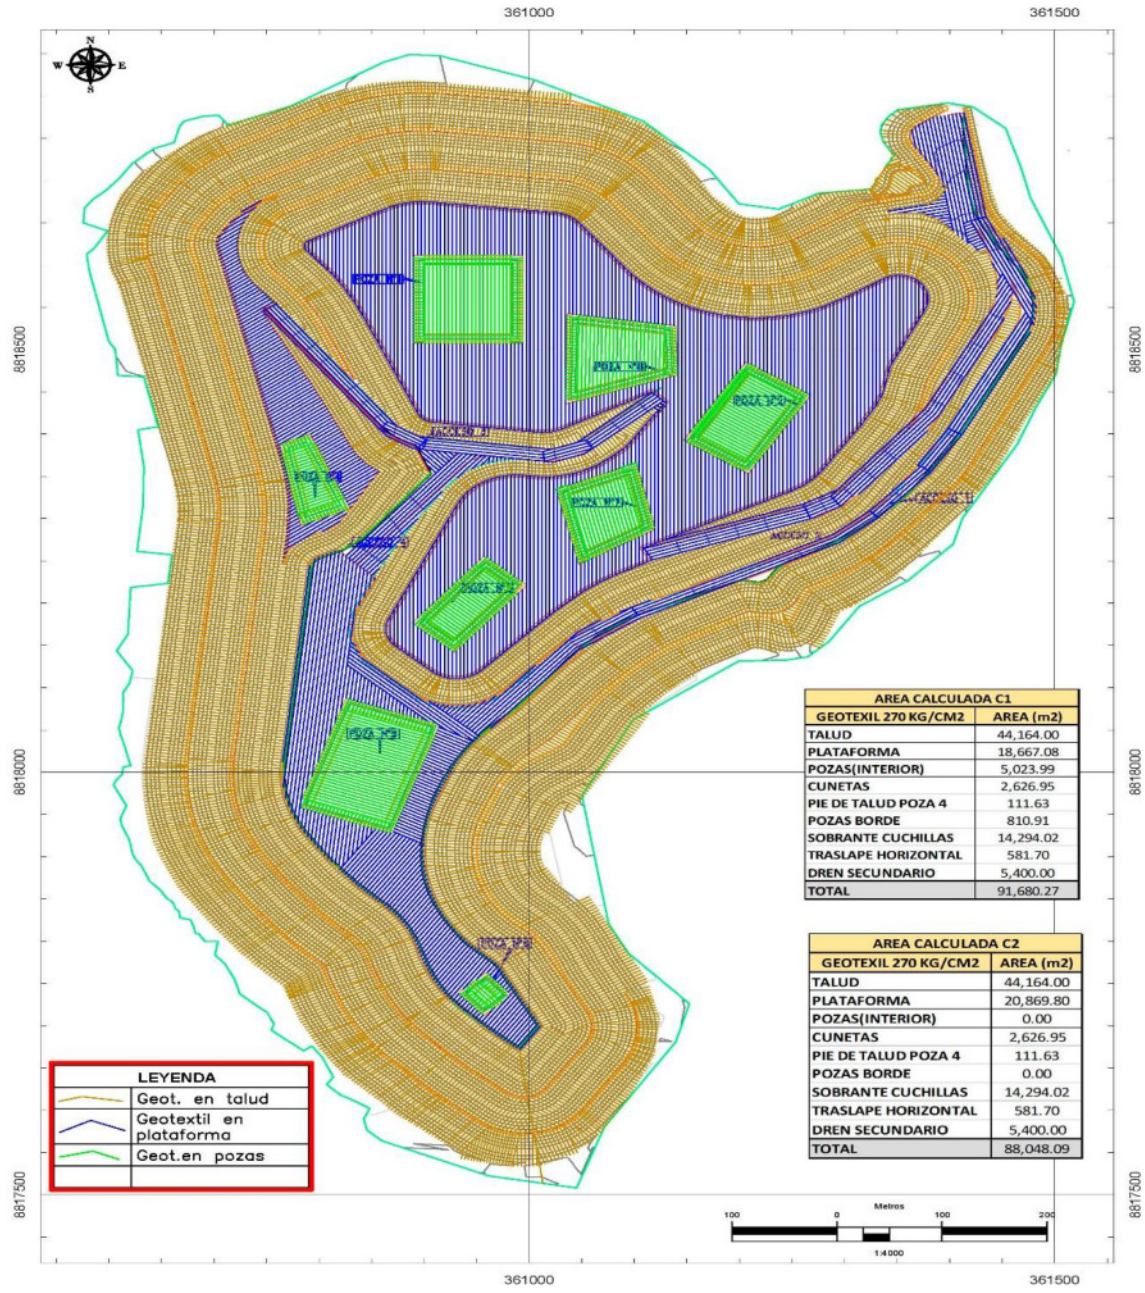 361000 361500
N
W E
S
8818500 8818500
ACCESO 2
AREA CALCULADA C1
GEOTEXIL 270 KG/CM2 AREA (m2)
TALUD 44,164.00
PLATAFORMA 18,667.08
POZAS(INTERIOR) 5,023.99
CUNETAS 2,626.95
PIE DE TALUD POZA 4 111.63
POZAS BORDE 810.91
SOBRANTE CUCHILLAS 14,294.02
TRASLAPE HORIZONTAL 581.70
DREN SECUNDARIO 5,400.00
TOTAL 91,680.27
8818000 8818000
AREA CALCULADA C2
GEOTEXIL 270 KG/CM2 AREA (m2)
TALUD 44,164.00
PLATAFORMA 20,869.80
POZAS(INTERIOR) 0.00
CUNETAS 2,626.95
PIE DE TALUD POZA 4 111.63
POZAS BORDE 0.00
SOBRANTE CUCHILLAS 14,294.02
TRASLAPE HORIZONTAL 581.70
DREN SECUNDARIO 5,400.00
TOTAL 88,048.09
LEYENDA
Geot. en talud
Geotextil en
plataforma
Geot.en pozas
8817500 8817500
Metros
100 0 100 200
1:4000
361000 361500